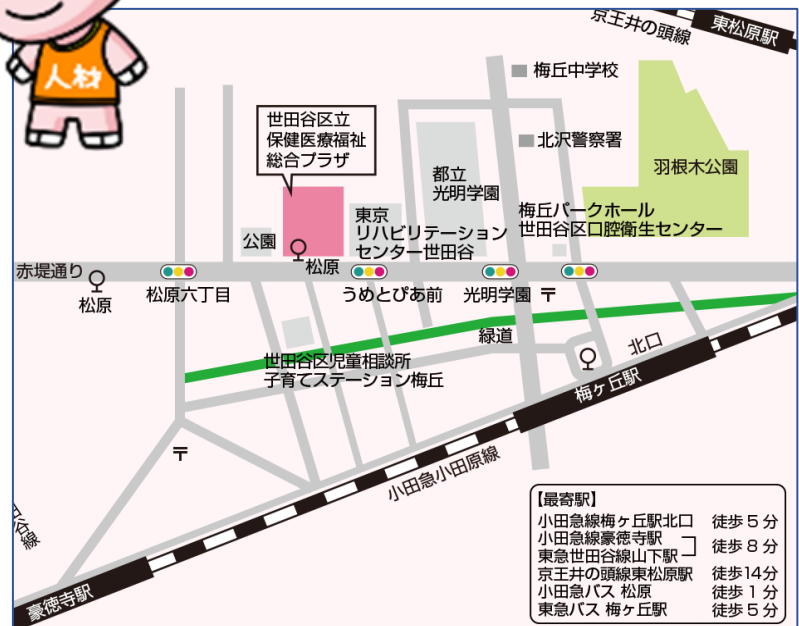 人材
京王井の頭線
東松原駅
梅丘中学校
世田谷区立
保健医療福祉
総合プラザ
北沢警察署
羽根木公園
都立
光明学園
東京
リハビリテーション
センター世田谷
梅丘パークホール
世田谷区口腔衛生センター
公園
松原
赤堤通り
松原
松原六丁目
うめとぴあ前
光明学園
〒
緑道
北口
世田谷区児童相談所
子育てステーション梅丘
梅ヶ丘駅
〒
小田急小田原線
谷線
豪徳寺駅
【最寄駅】
小田急線梅ヶ丘駅北口 徒歩5分
小田急線豪徳寺駅
東急世田谷線山下駅 徒歩8分
京王井の頭線東松原駅 徒歩14分
小田急バス 松原 徒歩1分
東急バス 梅ヶ丘駅 徒歩5分